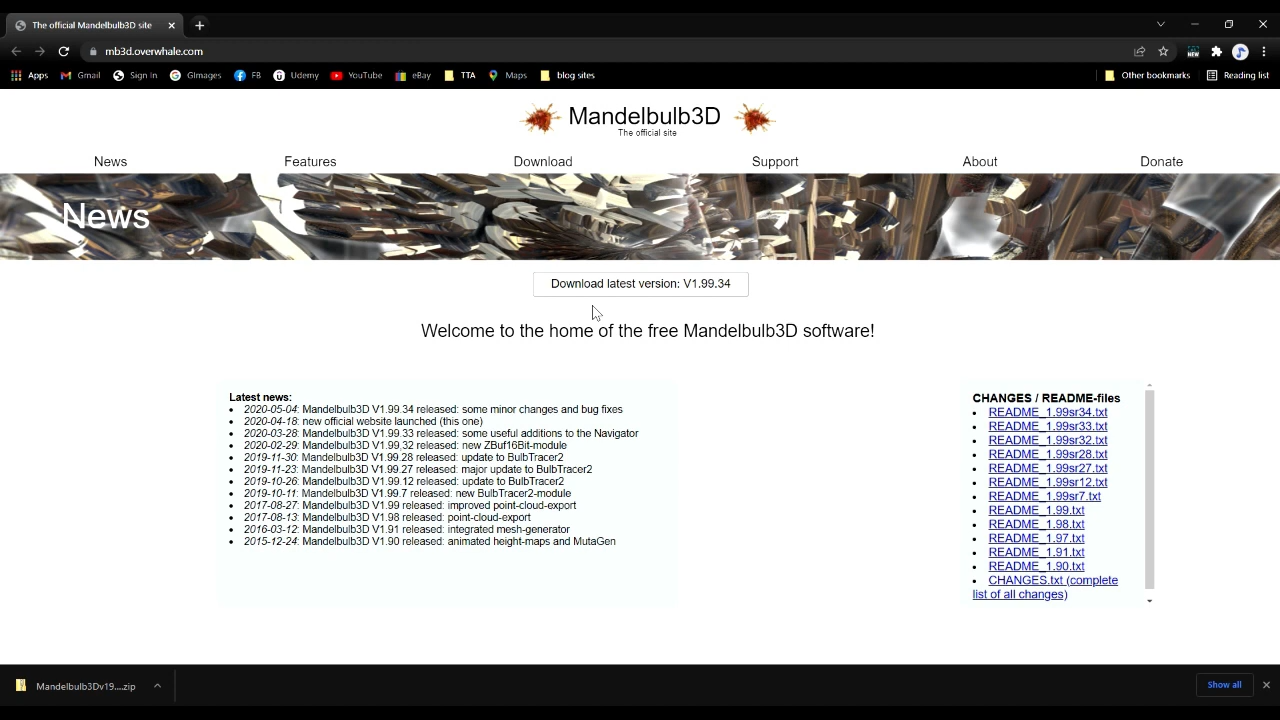 The official Mandelbulb3D site
mb3d.overwhale.com
Apps Gmail Sign In GImages FB Udemy YouTube eBay TTA Maps blog sites Other bookmarks Reading list
Mandelbulb3D
The official site
News Features Download Support About Donate
News
Download latest version: V1.99.34
Welcome to the home of the free Mandelbulb3D software!
Latest news:
2020-05-04: Mandelbulb3D V1.99.34 released: some minor changes and bug fixes
2020-04-18: new official website launched (this one)
2020-03-28: Mandelbulb3D V1.99.33 released: some useful additions to the Navigator
2020-02-29: Mandelbulb3D V1.99.32 released: new ZBuf16Bit-module
2019-11-30: Mandelbulb3D V1.99.28 released: update to BulbTracer2
2019-11-23: Mandelbulb3D V1.99.27 released: major update to BulbTracer2
2019-10-26: Mandelbulb3D V1.99.12 released: update to BulbTracer2
2019-10-11: Mandelbulb3D V1.99.7 released: new BulbTracer2-module
2017-08-27: Mandelbulb3D V1.99 released: improved point-cloud-export
2017-08-13: Mandelbulb3D V1.98 released: point-cloud-export
2016-03-12: Mandelbulb3D V1.91 released: integrated mesh-generator
2015-12-24: Mandelbulb3D V1.90 released: animated height-maps and MutaGen
CHANGES / README-files
README_1.99sr34.txt
README_1.99sr33.txt
README_1.99sr32.txt
README_1.99sr28.txt
README_1.99sr27.txt
README_1.99sr12.txt
README_1.99sr7.txt
README_1.99.txt
README_1.98.txt
README_1.97.txt
README_1.91.txt
README_1.90.txt
CHANGES.txt (complete
list of all changes)
Mandelbulb3Dv19....zip
Show all